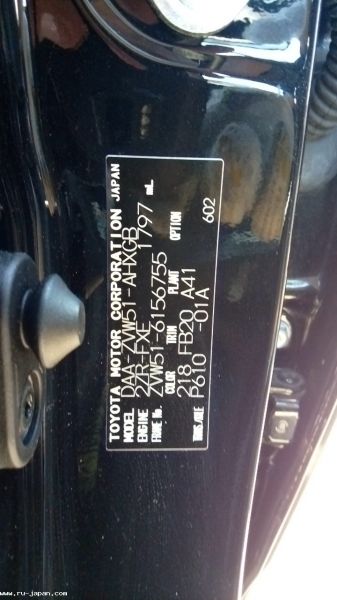 TOYOTA MOTOR CORPORATION JAPAN
MODEL DAA-ZVW51-AHXGB
ENGINE 2ZR-FXE 1797 mL
FRAME No. ZVW51-6156755
COLOR TRIM PLANT OPTION
218 FB20 A41
TRANS./AXLE P610 -01A
602
www.ru-japan.com